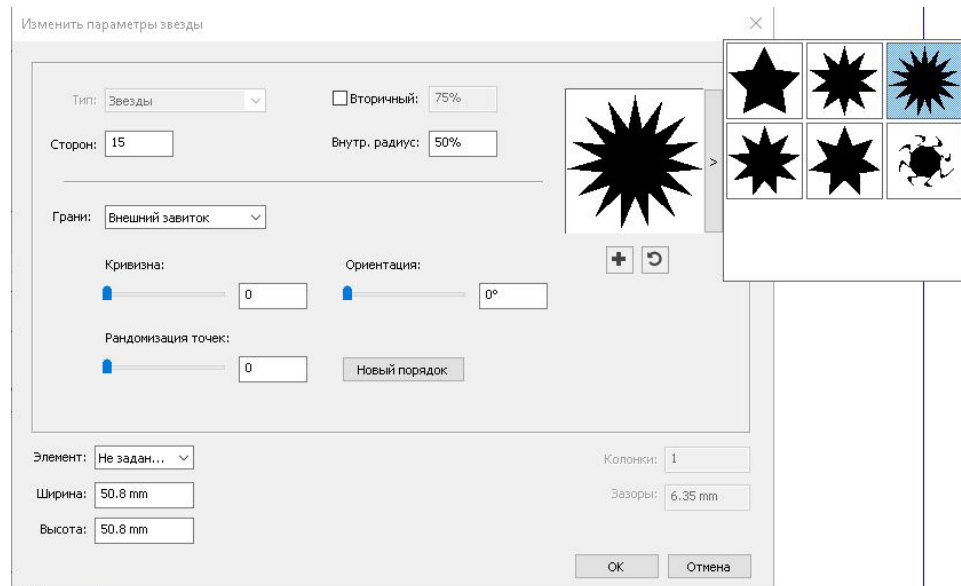 Изменить параметры звезды
Тип: Звезды
Вторичный: 75%
Сторон: 15
Внутр. радиус: 50%
>
Грани: Внешний завиток
Кривизна:
0
Ориентация:
0°
Рандомизация точек:
0
Новый порядок
Элемент: Не задан...
Колонки: 1
Ширина: 50.8 mm
Зазоры: 6.35 mm
Высота: 50.8 mm
OK
Отмена